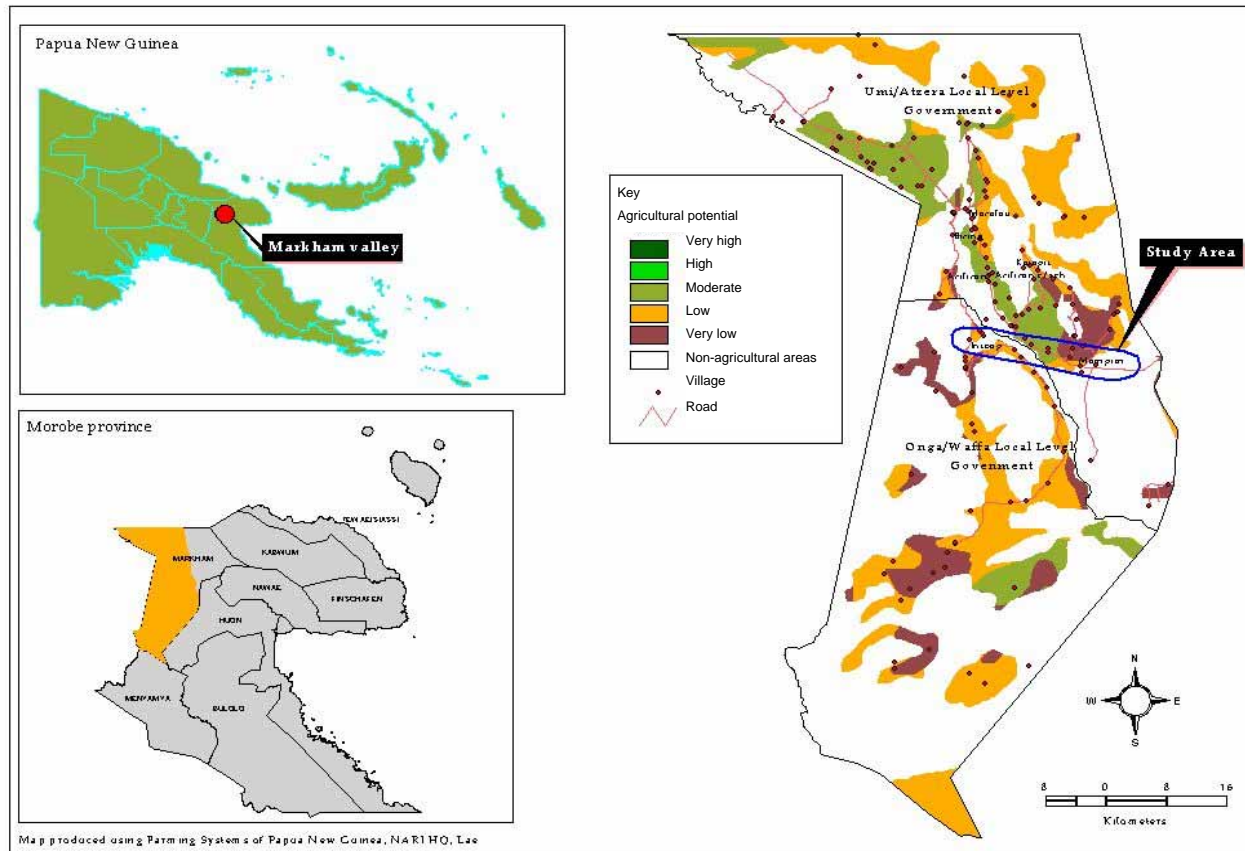 Papua New Guinea
Markham valley
Morobe province
MARKHAM
KABWUM
NAWAE
FINSCHAFEN
HUON
MENYAMYA
BULOLO
Map produced using Farming Systems of Papua New Guinea, NARI HQ, Lae
Key
Agricultural potential
Very high
High
Moderate
Low
Very low
Non-agricultural areas
Village
Road
Umi/Atzera Local Level
Government
Study Area
Onga/Waffa Local Level
Government
N
W
E
S
8 0 8 16
Kilometers